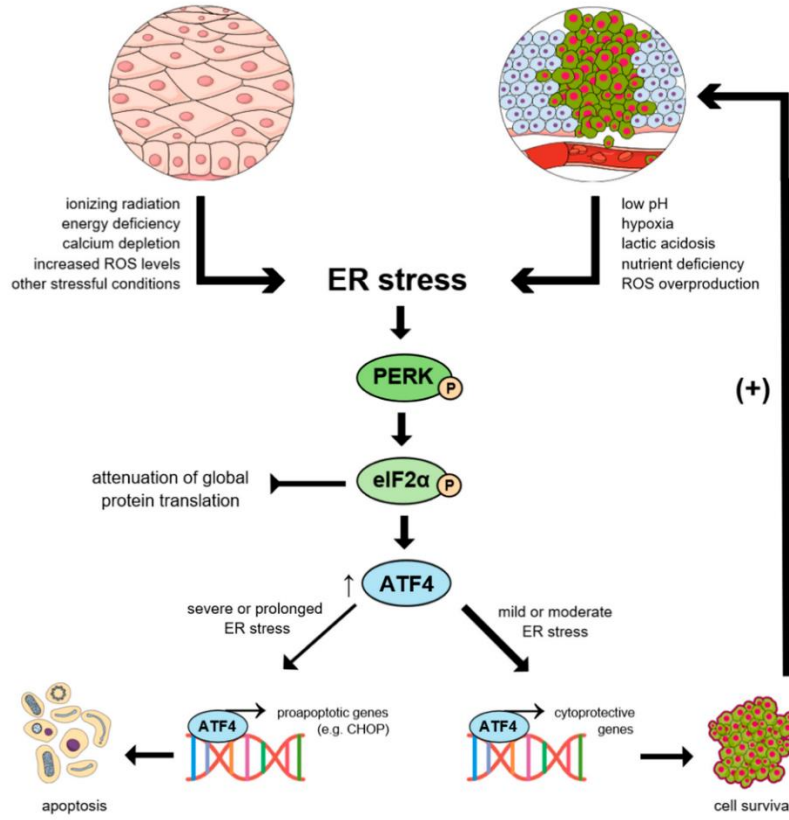 ionizing radiation
energy deficiency
calcium depletion
increased ROS levels
other stressful conditions
low pH
hypoxia
lactic acidosis
nutrient deficiency
ROS overproduction
ER stress
(+)
PERK
P
attenuation of global
protein translation
eIF2α
P
↑ ATF4
severe or prolonged
ER stress
mild or moderate
ER stress
ATF4
proapoptotic genes
(e.g. CHOP)
ATF4
cytoprotective
genes
apoptosis
cell surviva